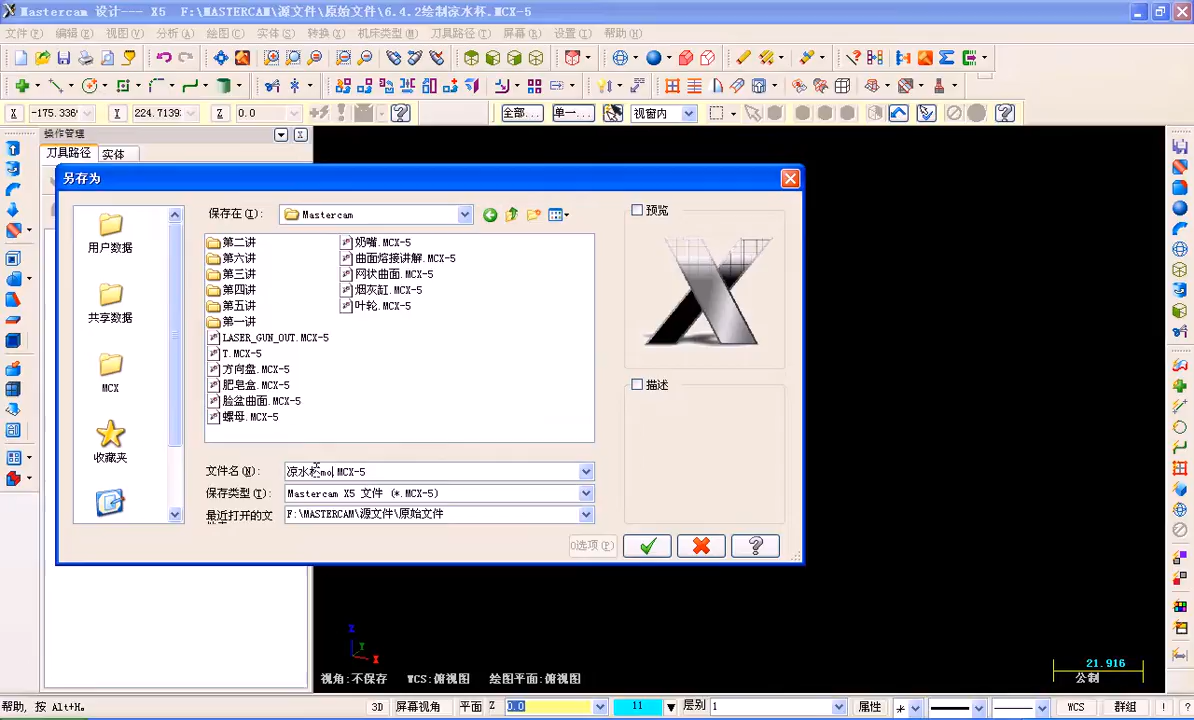 Mastercam 设计--- X5 F:\MASTERCAM\源文件\原始文件\6.4.2绘制凉水杯.MCX-5
文件(F) 编辑(E) 视图(V) 分析(A) 绘图(C) 实体(S) 转换(X) 机床类型(M) 刀具路径(T) 屏幕(R) 设置(I) 帮助(H)
X -175.336 Y 224.7139 Z 0.0 全部... 单一... 视窗内
操作管理
刀具路径 实体
另存为
保存在(I): Mastercam 预览
用户数据
共享数据
MCX
收藏夹
第二讲
第六讲
第三讲
第四讲
第五讲
第一讲
LASER_GUN_OUT.MCX-5
T.MCX-5
方向盘.MCX-5
肥皂盒.MCX-5
脸盆曲面.MCX-5
螺母.MCX-5
奶嘴.MCX-5
曲面熔接讲解.MCX-5
网状曲面.MCX-5
烟灰缸.MCX-5
叶轮.MCX-5
描述
文件名(N): 凉水杯mo.MCX-5
保存类型(T): Mastercam X5 文件 (*.MCX-5)
最近打开的文 F:\MASTERCAM\源文件\原始文件
O选项(P)
Z
Y
X
21.916
公制
视角:不保存 WCS:俯视图 绘图平面:俯视图
帮助, 按 Alt+H。 3D 屏幕视角 平面 Z 0.0 11 层别 1 属性 WCS 群组 ! ?